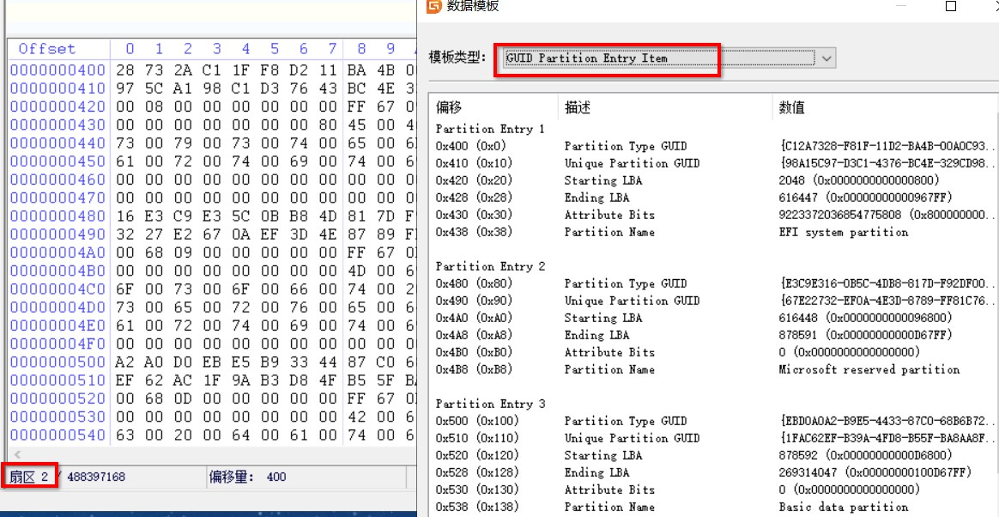 数据模板
模板类型: GUID Partition Entry Item
Offset 0 1 2 3 4 5 6 7 8 9
0000000400 28 73 2A C1 1F F8 D2 11 BA 4B 0
0000000410 97 5C A1 98 C1 D3 76 43 BC 4E 3
0000000420 00 08 00 00 00 00 00 00 FF 67 0
0000000430 00 00 00 00 00 00 00 80 45 00 4
0000000440 73 00 79 00 73 00 74 00 65 00 6
0000000450 61 00 72 00 74 00 69 00 74 00 6
0000000460 00 00 00 00 00 00 00 00 00 00 0
0000000470 00 00 00 00 00 00 00 00 00 00 0
0000000480 16 E3 C9 E3 5C 0B B8 4D 81 7D F
0000000490 32 27 E2 67 0A EF 3D 4E 87 89 F
00000004A0 00 68 09 00 00 00 00 00 FF 67 0
00000004B0 00 00 00 00 00 00 00 00 4D 00 6
00000004C0 6F 00 73 00 6F 00 66 00 74 00 2
00000004D0 73 00 65 00 72 00 76 00 65 00 6
00000004E0 61 00 72 00 74 00 69 00 74 00 6
00000004F0 00 00 00 00 00 00 00 00 00 00 0
0000000500 A2 A0 D0 EB E5 B9 33 44 87 C0 6
0000000510 EF 62 AC 1F 9A B3 D8 4F B5 5F B
0000000520 00 68 0D 00 00 00 00 00 FF 67 0
0000000530 00 00 00 00 00 00 00 00 42 00 6
0000000540 63 00 20 00 64 00 61 00 74 00 6
扇区 2 / 488397168 偏移量: 400
偏移 描述 数值
Partition Entry 1
0x400 (0x0) Partition Type GUID {C12A7328-F81F-11D2-BA4B-00A0C93...
0x410 (0x10) Unique Partition GUID {98A15C97-D3C1-4376-BC4E-329CD98...
0x420 (0x20) Starting LBA 2048 (0x0000000000000800)
0x428 (0x28) Ending LBA 616447 (0x00000000000967FF)
0x430 (0x30) Attribute Bits 9223372036854775808 (0x800000000...
0x438 (0x38) Partition Name EFI system partition
Partition Entry 2
0x480 (0x80) Partition Type GUID {E3C9E316-0B5C-4DB8-817D-F92DF00...
0x490 (0x90) Unique Partition GUID {67E22732-EF0A-4E3D-8789-FF81C76...
0x4A0 (0xA0) Starting LBA 616448 (0x0000000000096800)
0x4A8 (0xA8) Ending LBA 878591 (0x00000000000D67FF)
0x4B0 (0xB0) Attribute Bits 0 (0x0000000000000000)
0x4B8 (0xB8) Partition Name Microsoft reserved partition
Partition Entry 3
0x500 (0x100) Partition Type GUID {EBD0A0A2-B9E5-4433-87C0-68B6B72...
0x510 (0x110) Unique Partition GUID {1FAC62EF-B39A-4FD8-B55F-BA8AA8F...
0x520 (0x120) Starting LBA 878592 (0x00000000000D6800)
0x528 (0x128) Ending LBA 269314047 (0x00000000100D67FF)
0x530 (0x130) Attribute Bits 0 (0x0000000000000000)
0x538 (0x138) Partition Name Basic data partition